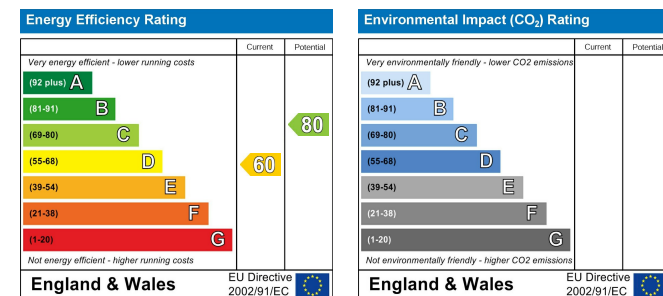 Energy Efficiency Rating
Current Potential
Very energy efficient - lower running costs
(92 plus) A
(81-91) B
(69-80) C
(55-68) D
(39-54) E
(21-38) F
(1-20) G
60
80
Not energy efficient - higher running costs
England & Wales
EU Directive
2002/91/EC
Environmental Impact (CO₂) Rating
Current Potential
Very environmentally friendly - lower CO2 emissions
(92 plus) A
(81-91) B
(69-80) C
(55-68) D
(39-54) E
(21-38) F
(1-20) G
Not environmentally friendly - higher CO2 emissions
England & Wales
EU Directive
2002/91/EC